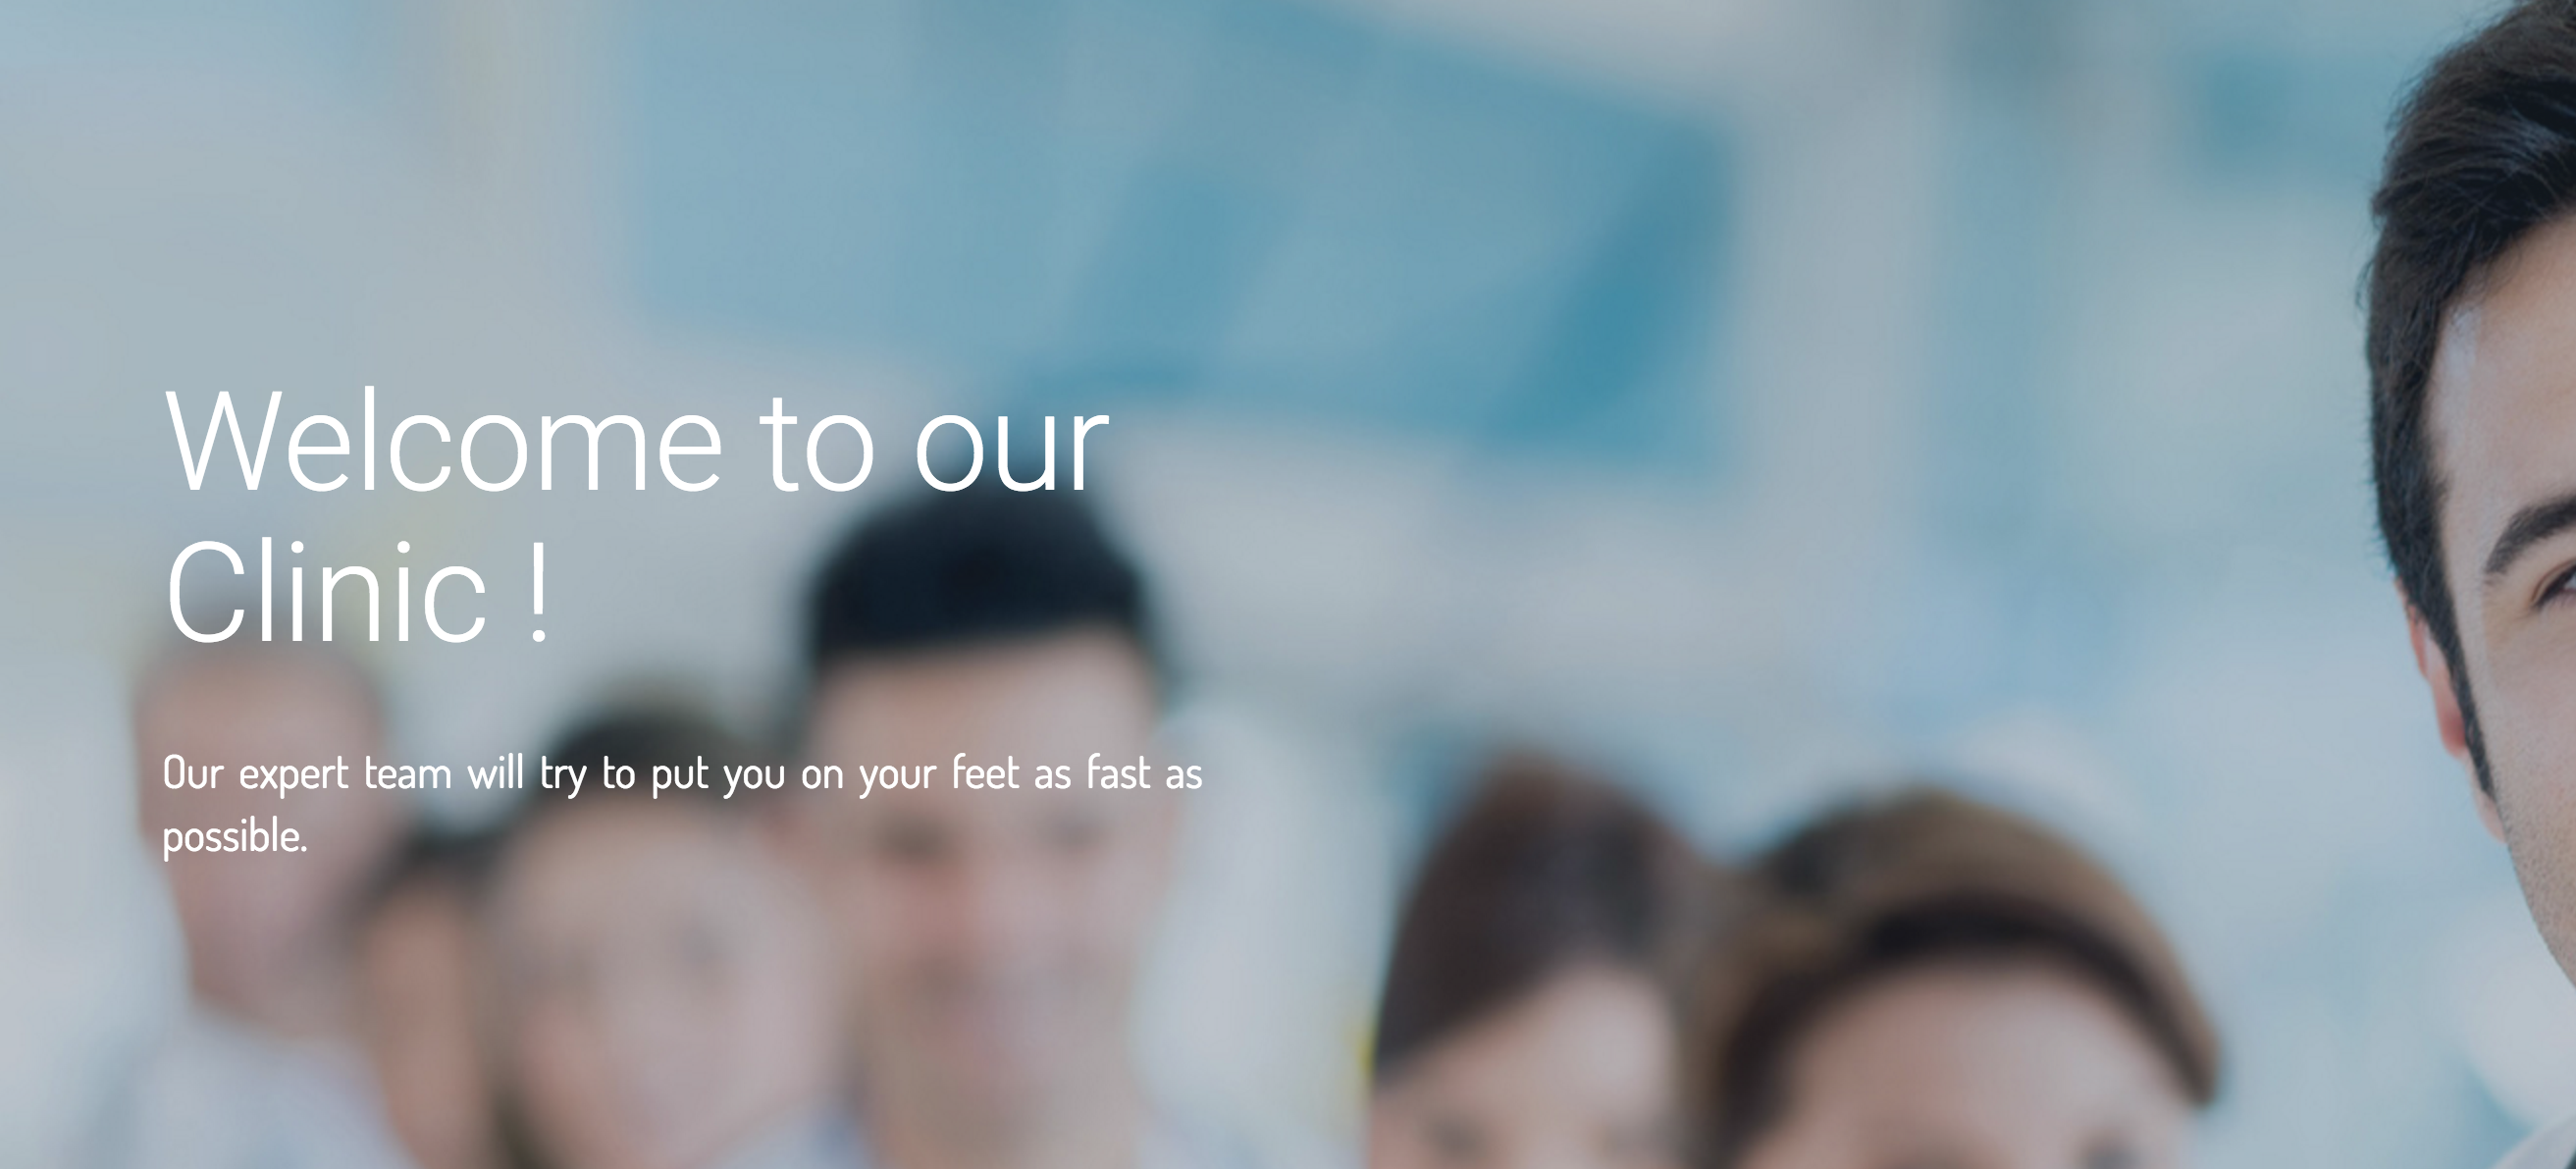 Welcome to our
Clinic !
Our expert team will try to put you on your feet as fast as
possible.